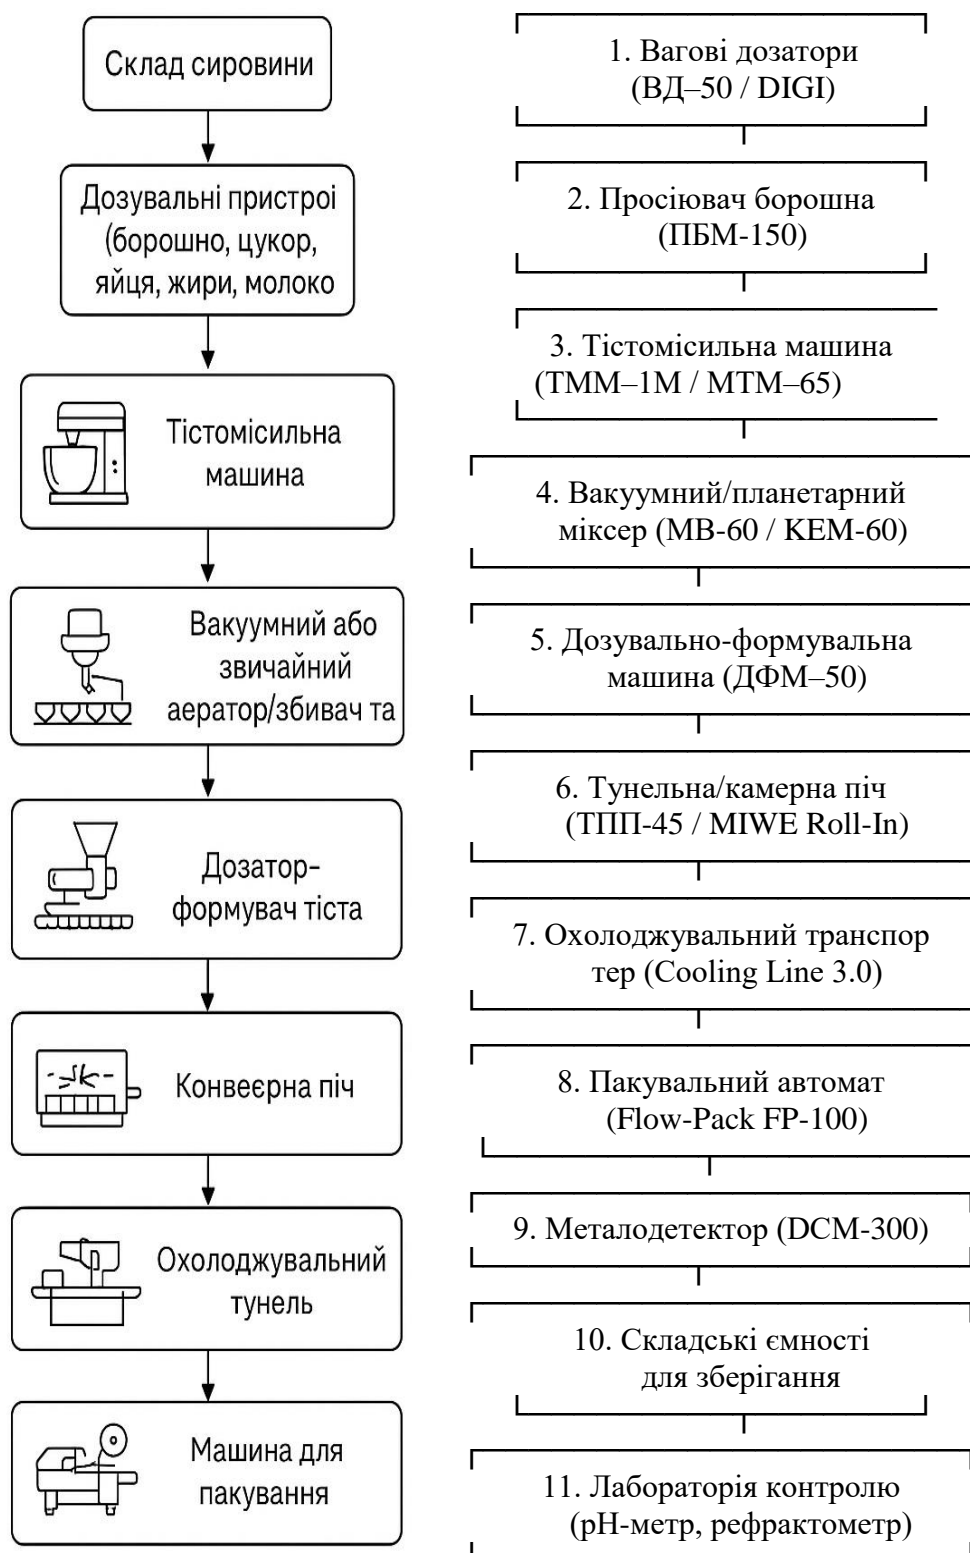 Склад сировини
Дозувальні пристроі
(борошно, цукор,
яйця, жири, молоко
Тістомісильна
машина
Вакуумний або
звичайний
аератор/збивач та
Дозатор-
формувач тіста
Конвеєрна піч
Охолоджувальний
тунель
Машина для
пакування
1. Вагові дозатори
(ВД–50 / DIGI)
2. Просіювач борошна
(ПБМ-150)
3. Тістомісильна машина
(ТММ–1М / МТМ–65)
4. Вакуумний/планетарний
міксер (МВ-60 / KEM-60)
5. Дозувально-формувальна
машина (ДФМ–50)
6. Тунельна/камерна піч
(ТПП-45 / MIWE Roll-In)
7. Охолоджувальний транспор
тер (Cooling Line 3.0)
8. Пакувальний автомат
(Flow-Pack FP-100)
9. Металодетектор (DCM-300)
10. Складські ємності
для зберігання
11. Лабораторія контролю
(рН-метр, рефрактометр)